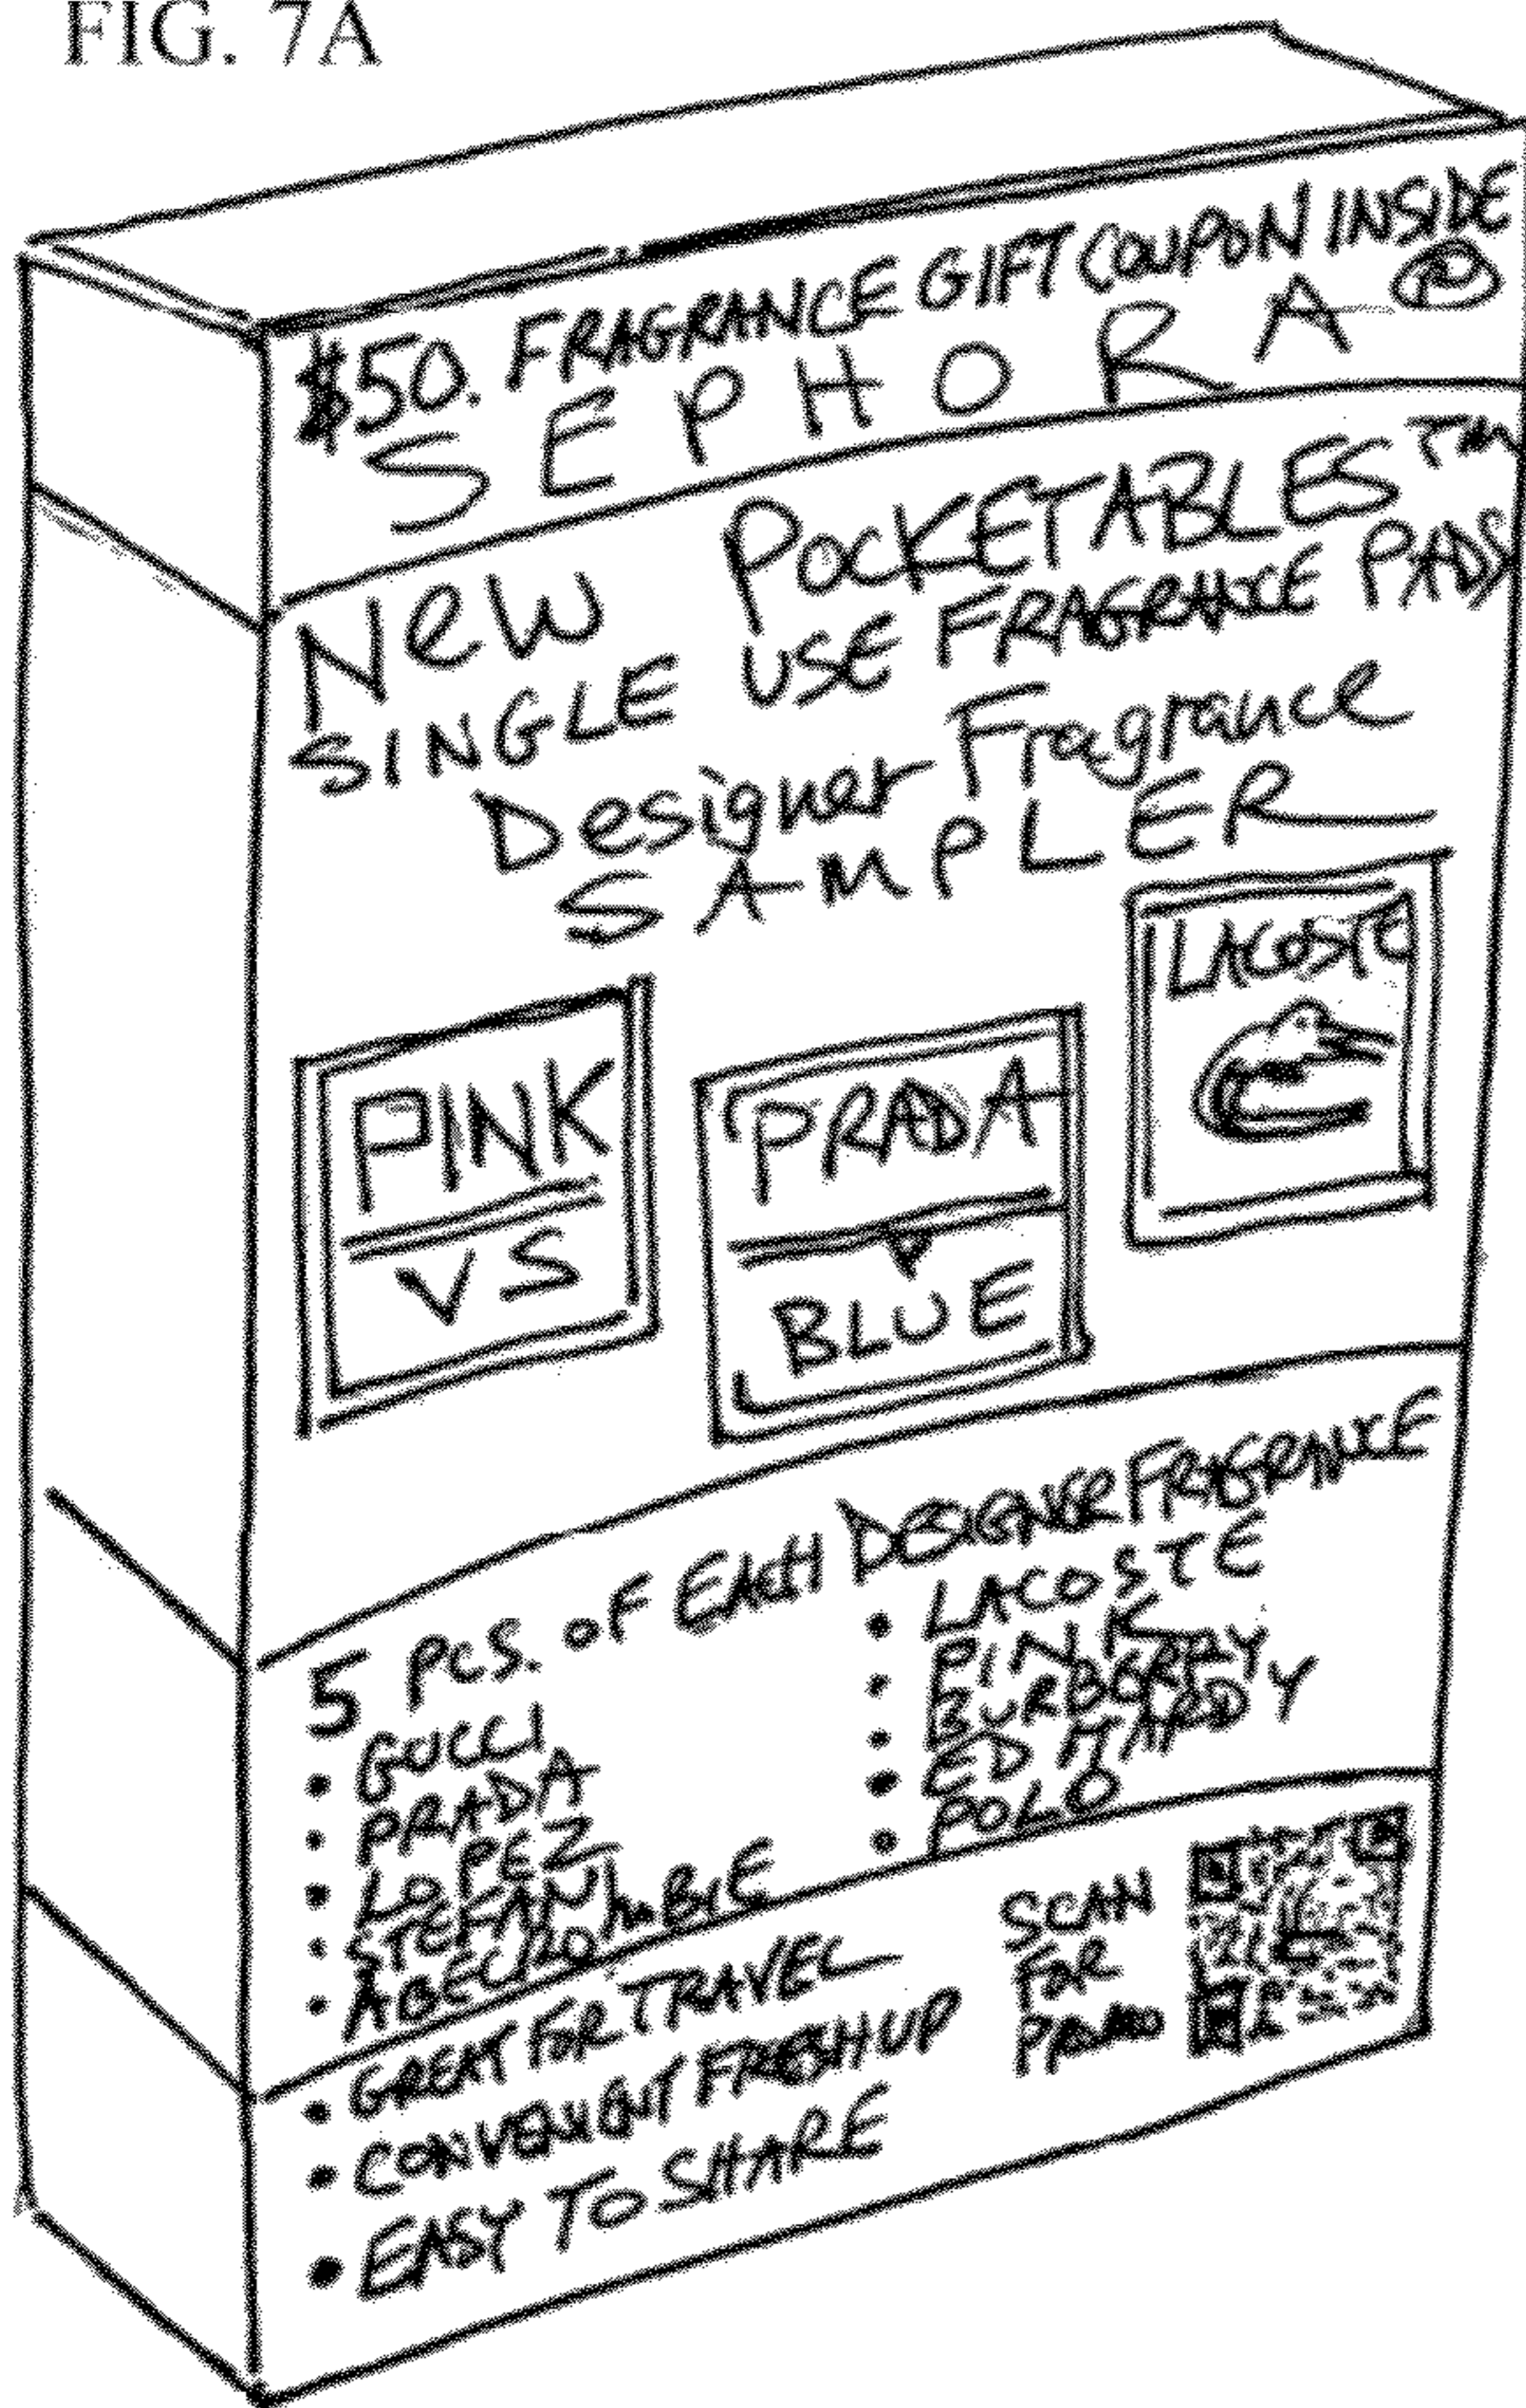 FIG. 7A
$50. FRAGRANCE GIFT COUPON INSIDE
SEPHORA ®
New POCKETABLES™
SINGLE USE FRAGRANCE PADS
Designer Fragrance
SAMPLER
PINK
VS
PRADA
BLUE
LACOSTE
5 PCS. OF EACH DESIGNER FRAGRANCE
• GUCCI
• PRADA
• LOPEZ
• STEFANI
• ABECROMBIE
• LACOSTE
• PINK
• BURBERRY
• ED HARDY
• POLO
• GREAT FOR TRAVEL
• CONVENIENT FRESH UP
• EASY TO SHARE
SCAN
FOR